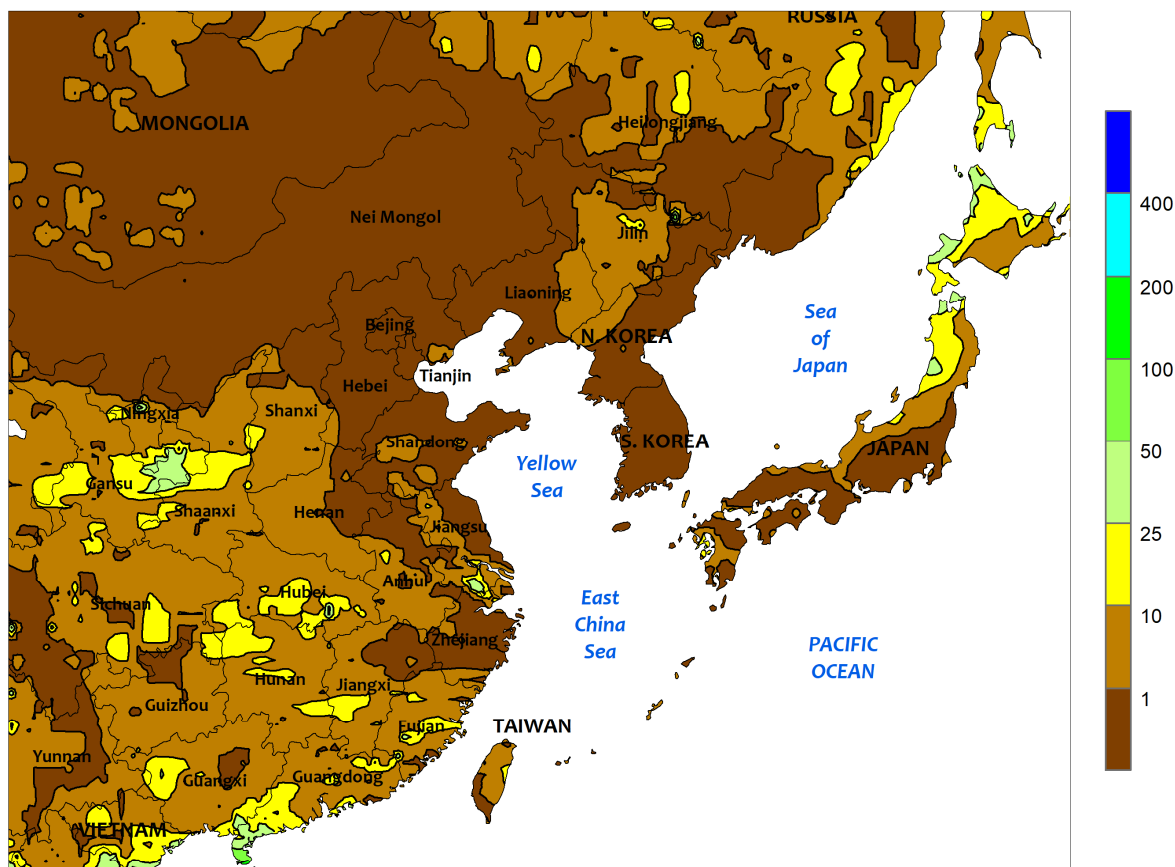 RUSSIA
MONGOLIA
Heilongjiang
Nei Mongol
Jilin
Liaoning
Bejing
N. KOREA
Sea
of
Japan
Tianjin
Hebei
Ningxia
Shanxi
Shandong
S. KOREA
JAPAN
Gansu
Yellow
Sea
Shaanxi
Henan
Jiangsu
Anhui
Hubei
Sichuan
East
China
Sea
Zhejiang
PACIFIC
OCEAN
Hunan
Jiangxi
Guizhou
Fujian
TAIWAN
Yunnan
Guangxi
Guangdong
VIETNAM
400
200
100
50
25
10
1